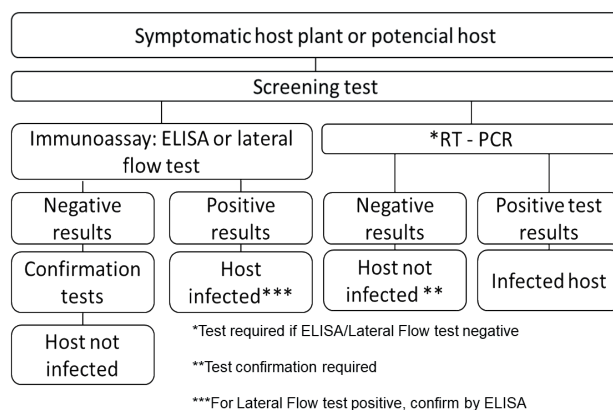 Symptomatic host plant or potencial host
Screening test
Immunoassay: ELISA or lateral
flow test
*RT - PCR
Negative
results
Positive
results
Negative
results
Positive test
results
Confirmation
tests
Host
infected***
Host not
infected **
Infected host
Host not
infected
*Test required if ELISA/Lateral Flow test negative
**Test confirmation required
***For Lateral Flow test positive, confirm by ELISA